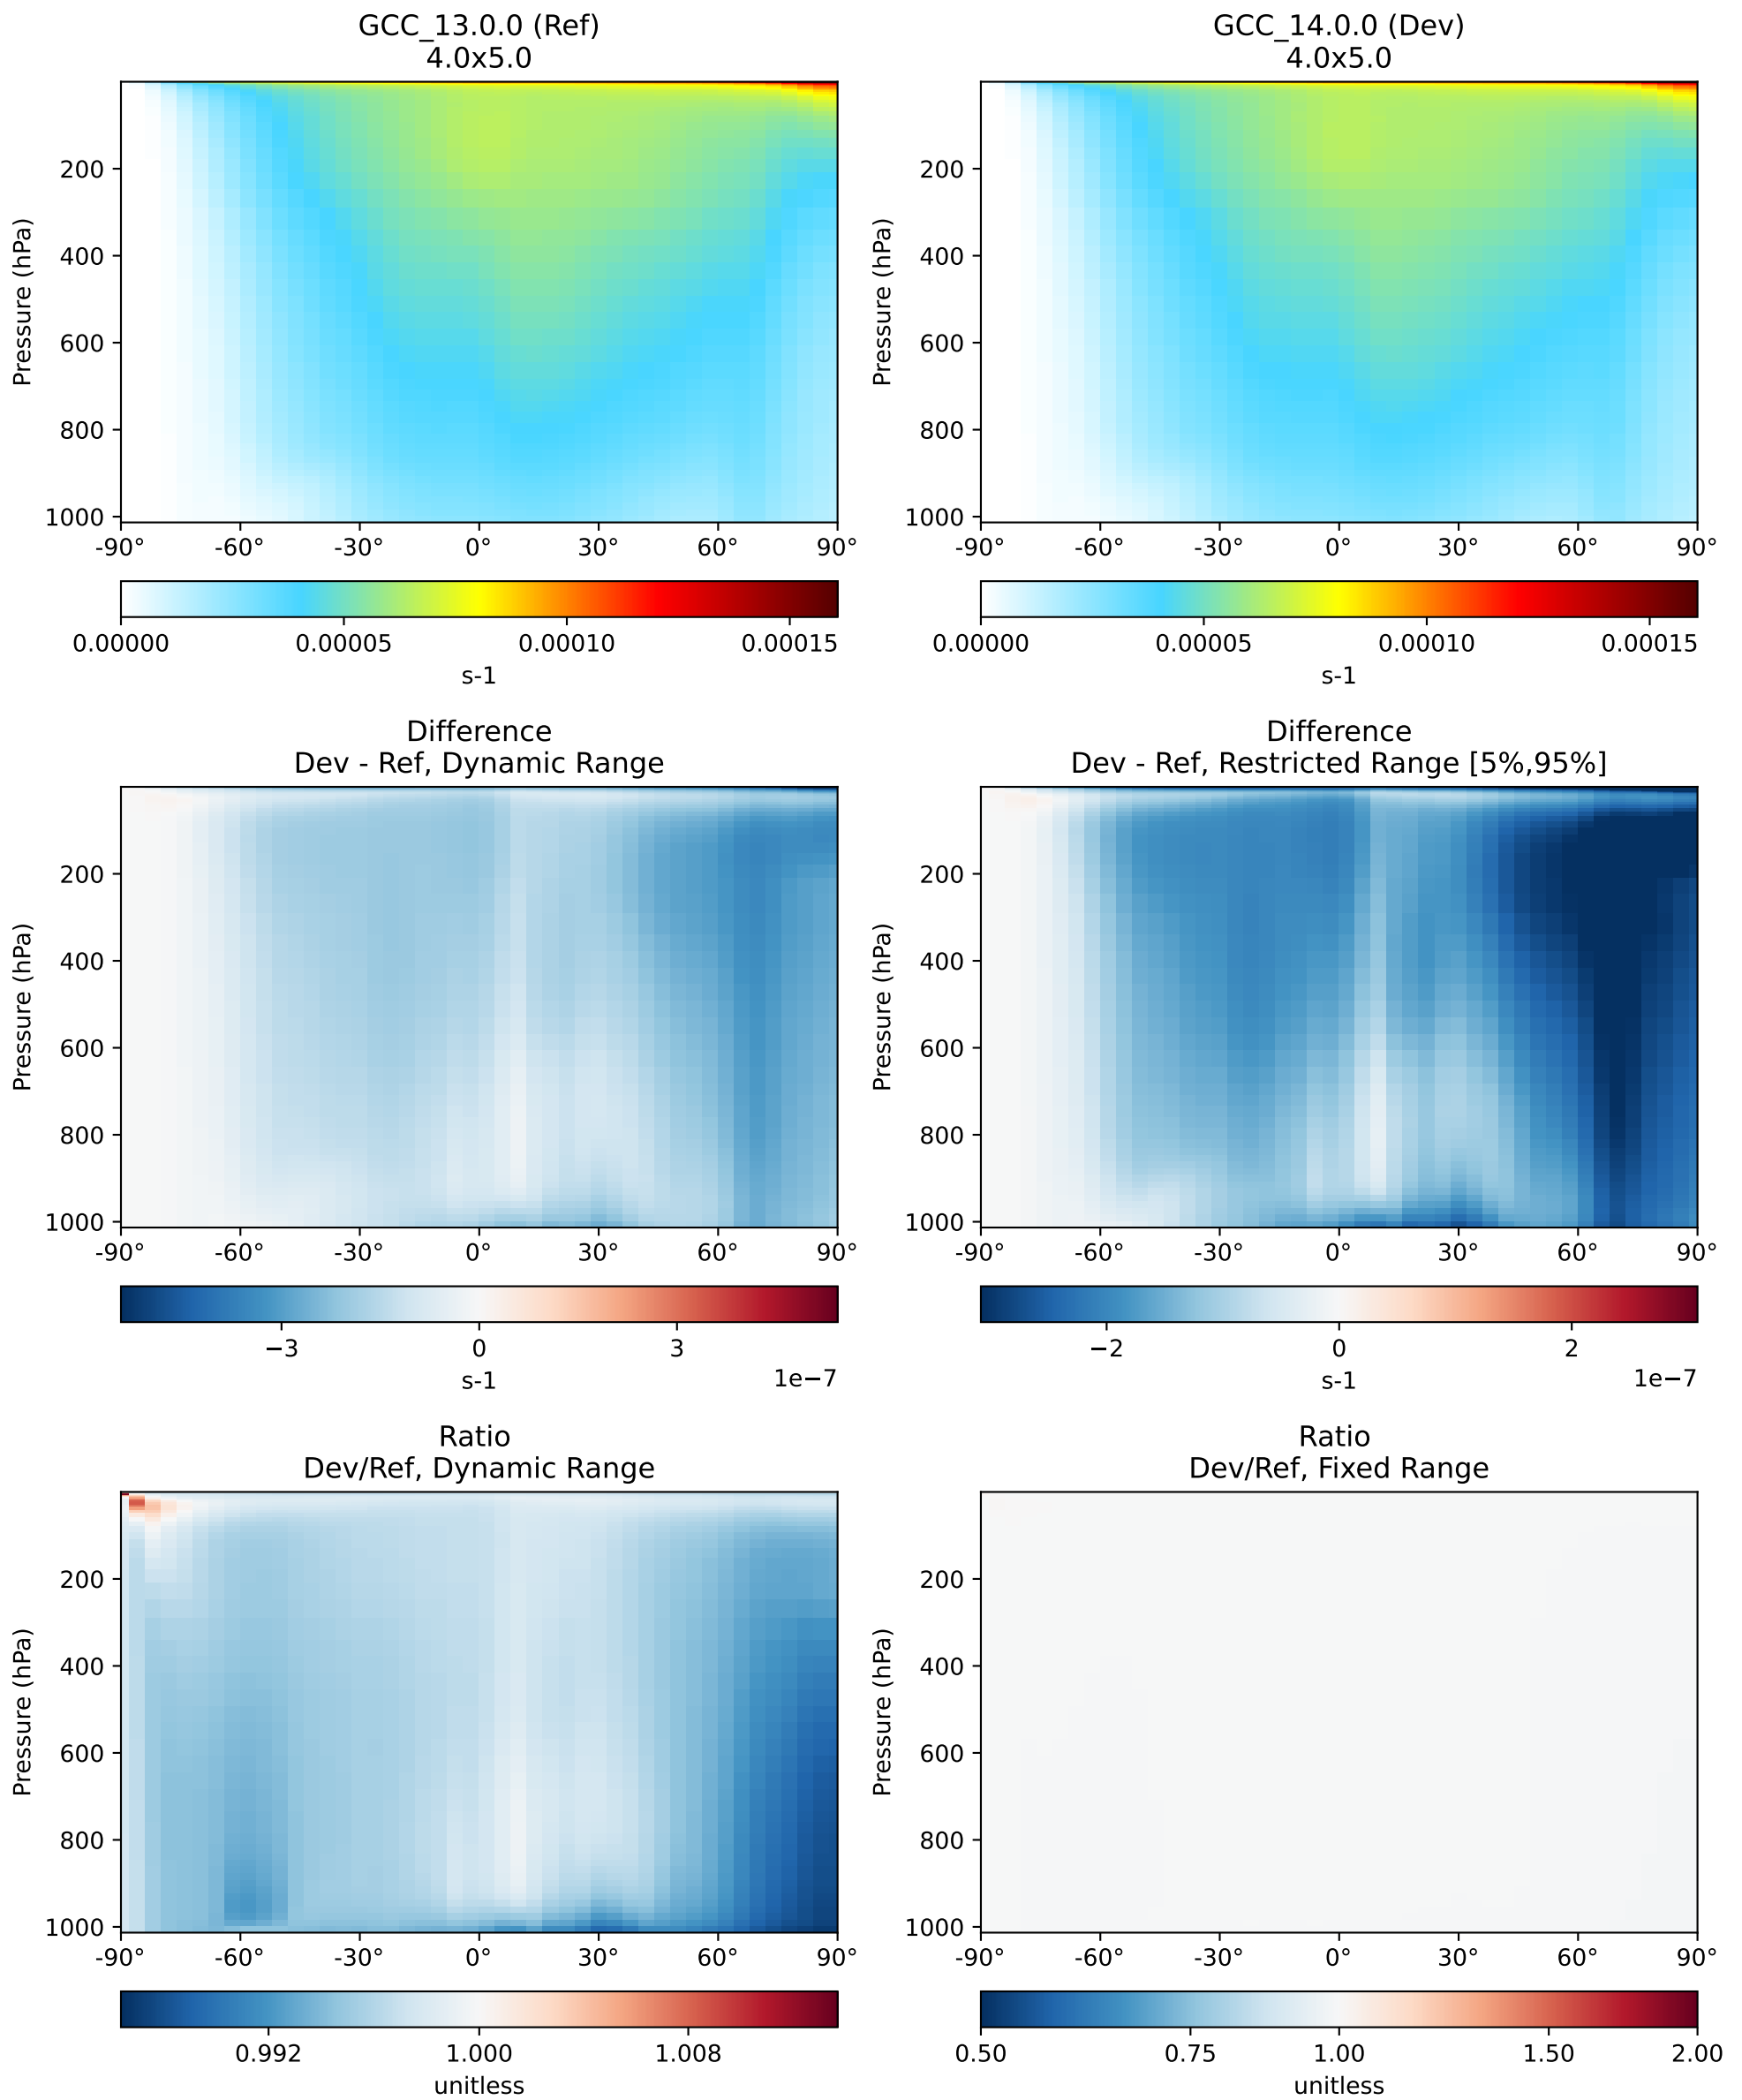 GCC_13.0.0 (Ref)
4.0x5.0
GCC_14.0.0 (Dev)
4.0x5.0
Pressure (hPa)
200
400
600
800
1000
-90° -60° -30° 0° 30° 60° 90°
0.00000 0.00005 0.00010 0.00015
s-1
Pressure (hPa)
200
400
600
800
1000
-90° -60° -30° 0° 30° 60° 90°
0.00000 0.00005 0.00010 0.00015
s-1
Difference
Dev - Ref, Dynamic Range
Difference
Dev - Ref, Restricted Range [5%,95%]
Pressure (hPa)
200
400
600
800
1000
-90° -60° -30° 0° 30° 60° 90°
−3 0 3
s-1 1e−7
Pressure (hPa)
200
400
600
800
1000
-90° -60° -30° 0° 30° 60° 90°
−2 0 2
s-1 1e−7
Ratio
Dev/Ref, Dynamic Range
Ratio
Dev/Ref, Fixed Range
Pressure (hPa)
200
400
600
800
1000
-90° -60° -30° 0° 30° 60° 90°
0.992 1.000 1.008
unitless
Pressure (hPa)
200
400
600
800
1000
-90° -60° -30° 0° 30° 60° 90°
0.50 0.75 1.00 1.50 2.00
unitless